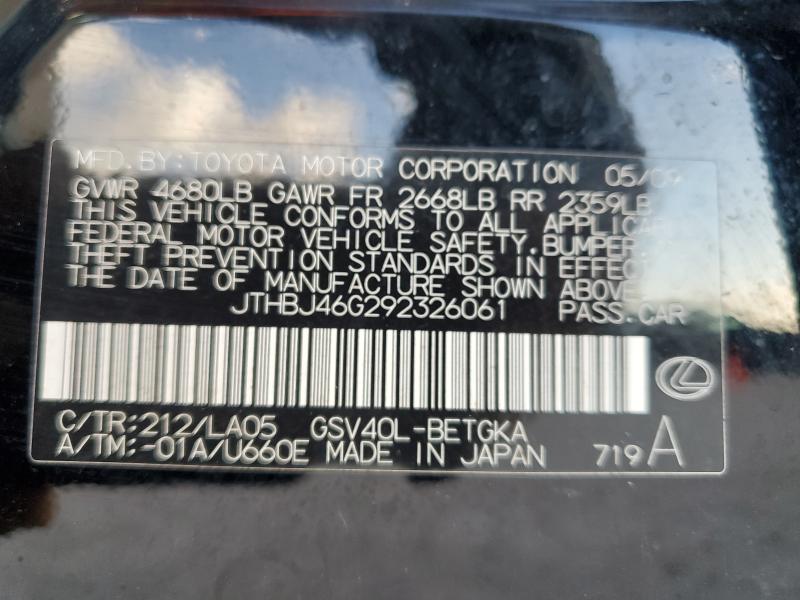 MFD. BY: TOYOTA MOTOR CORPORATION 05/09
GVWR 4680LB GAWR FR 2668LB RR 2359LB
THIS VEHICLE CONFORMS TO ALL
FEDERAL MOTOR VEHICLE SAFETY, BUMPER
THEFT PREVENTION STANDARDS IN
THE DATE OF MANUFACTURE SHOWN
JTHBJ46G292326061 PASS.CAR
C/TR:212/LA05 GSV40L-BETGKA
A/TM:-01A/U660E MADE IN JAPAN 719A